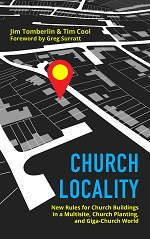 Jim Tomberlin & Tim Cool
Foreword by Greg Surratt
CHURCH
LOCALITY
New Rules for Church Buildings
in a Multisite, Church Planting,
and Giga-Church World